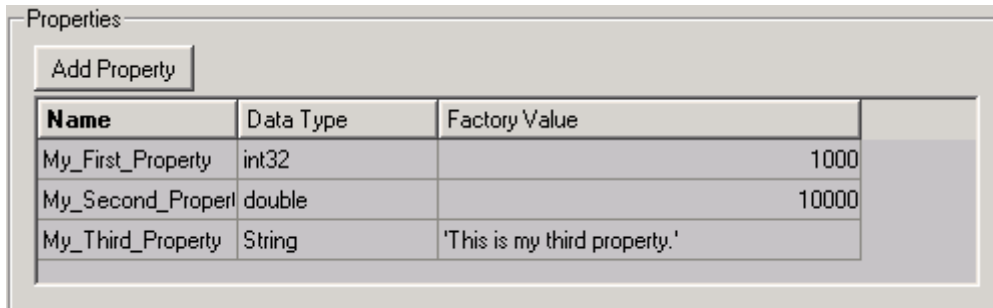 Properties
Add Property
Name Data Type Factory Value
My_First_Property int32 1000
My_Second_Propert double 10000
My_Third_Property String 'This is my third property.'